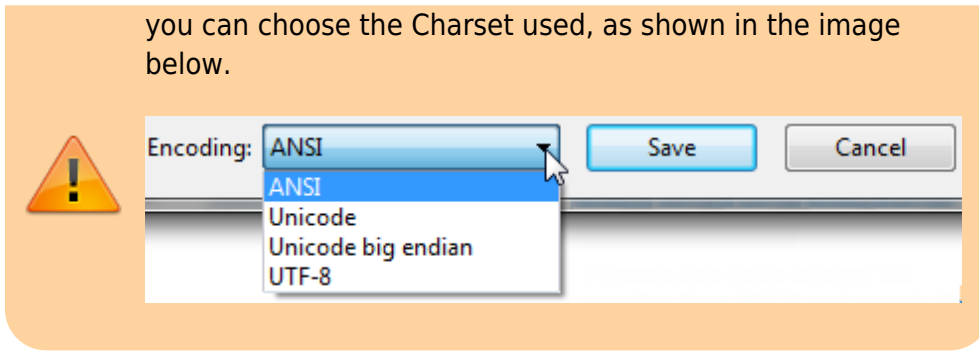 you can choose the Charset used, as shown in the image
below.
Encoding: ANSI Save Cancel
ANSI
Unicode
Unicode big endian
UTF-8